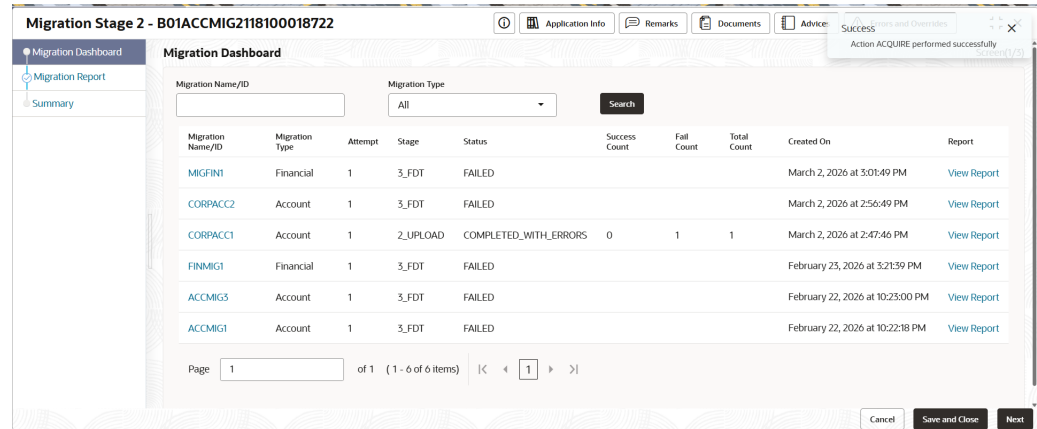 Migration Stage 2 - B01ACCMIG2118100018722
Application Info
Remarks
Documents
Advices
Errors and Overrides
Success
Action ACQUIRE performed successfully
Screen(1/3)
Migration Dashboard
Migration Report
Summary
Migration Dashboard
Migration Name/ID
Migration Type
All
Search
Migration Name/ID Migration Type Attempt Stage Status Success Count Fail Count Total Count Created On Report
MIGFIN1 Financial 1 3_FDT FAILED March 2, 2026 at 3:01:49 PM View Report
CORPACC2 Account 1 3_FDT FAILED March 2, 2026 at 2:56:49 PM View Report
CORPACC1 Account 1 2_UPLOAD COMPLETED_WITH_ERRORS 0 1 1 March 2, 2026 at 2:47:46 PM View Report
FINMIG1 Financial 1 3_FDT FAILED February 23, 2026 at 3:21:39 PM View Report
ACCMIG3 Account 1 3_FDT FAILED February 22, 2026 at 10:23:00 PM View Report
ACCMIG1 Account 1 3_FDT FAILED February 22, 2026 at 10:22:18 PM View Report
Page 1 of 1 (1 - 6 of 6 items) 1
Cancel Save and Close Next